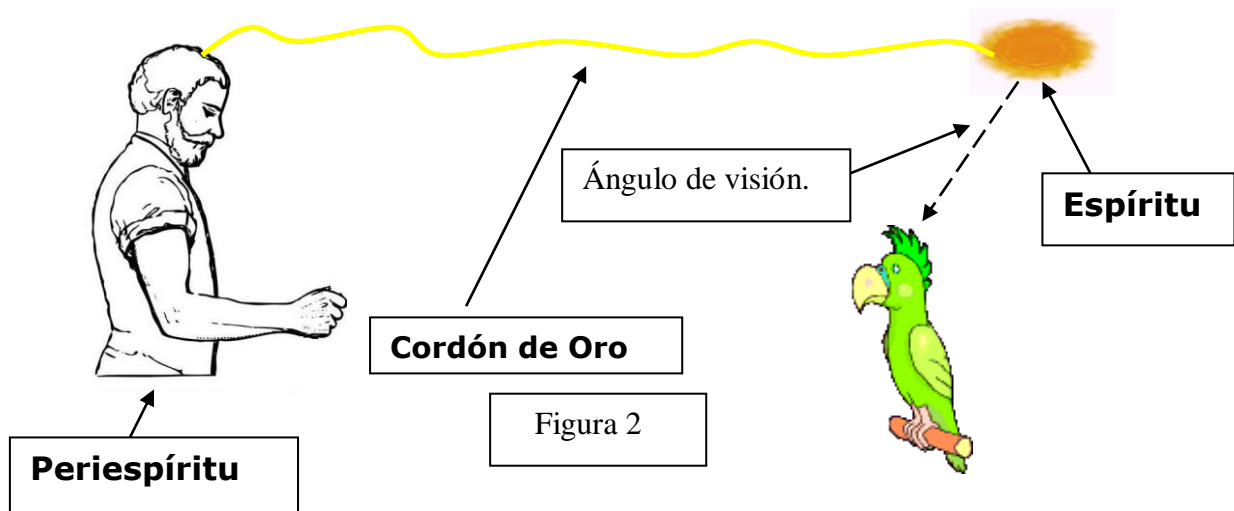 Ángulo de visión.
Espíritu
Cordón de Oro
Figura 2
Periespíritu